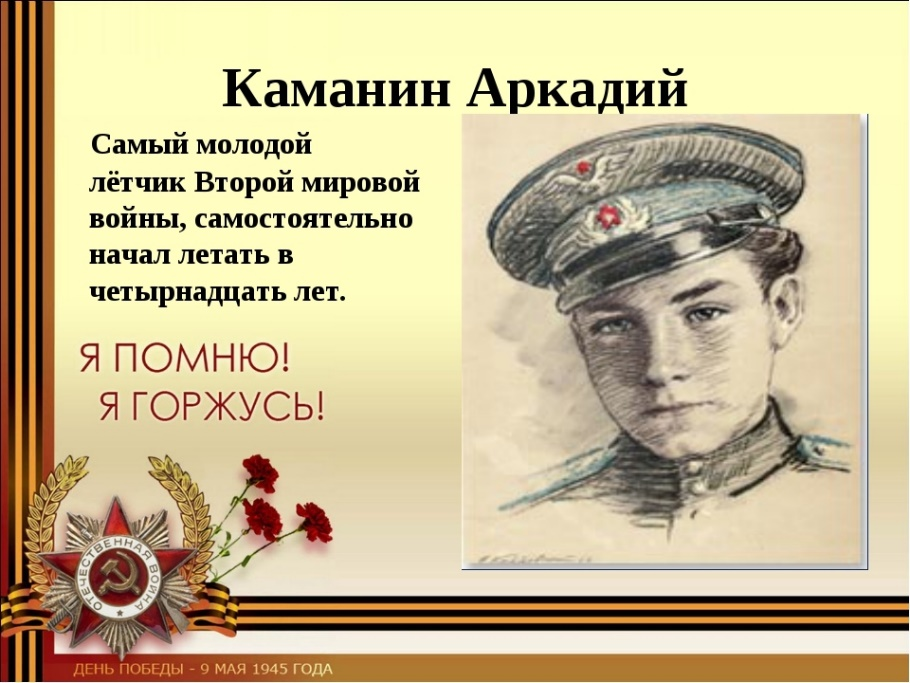 Каманин Аркадий
Самый молодой
лётчик Второй мировой
войны, самостоятельно
начал летать в
четырнадцать лет.
Я ПОМНЮ!
Я ГОРЖУСЬ!
ОТЕЧЕСТВЕННАЯ ВОЙНА
ДЕНЬ ПОБЕДЫ - 9 МАЯ 1945 ГОДА